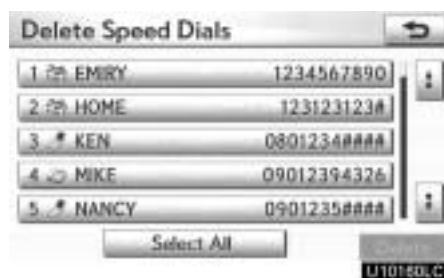 Delete Speed Dials
1 EMIRY 1234567890
2 HOME 123123123#
3 KEN 0801234####
4 MIKE 09012394326
5 NANCY 0901235####
Select All
Delete
U10160LC